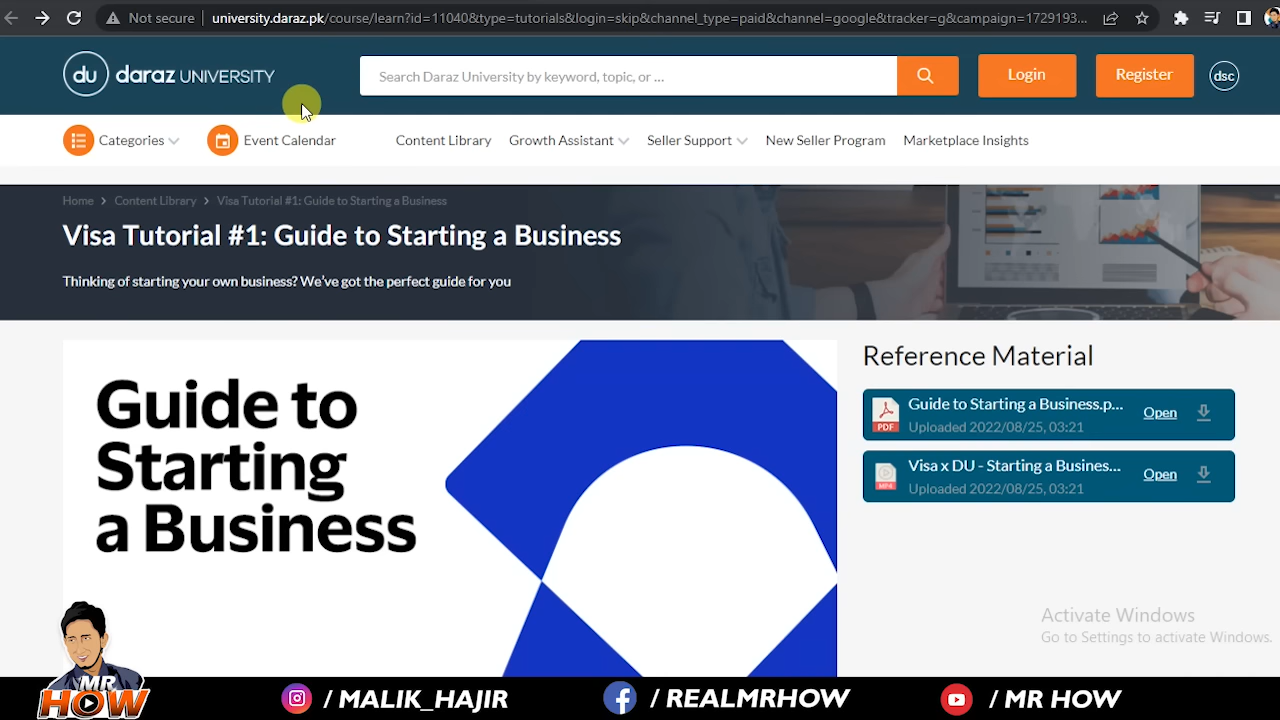 Not secure university.daraz.pk/course/learn?id=11040&type=tutorials&login=skip&channel_type=paid&channel=google&tracker=g&campaign=1729193...
du daraz UNIVERSITY
Search Daraz University by keyword, topic, or ...
Login
Register
dsc
Categories
Event Calendar
Content Library
Growth Assistant
Seller Support
New Seller Program
Marketplace Insights
Home > Content Library > Visa Tutorial #1: Guide to Starting a Business
Visa Tutorial #1: Guide to Starting a Business
Thinking of starting your own business? We've got the perfect guide for you
Guide to
Starting
a Business
Reference Material
PDF
Guide to Starting a Business.p...
Open
Uploaded 2022/08/25, 03:21
MP4
Visa x DU - Starting a Busines...
Open
Uploaded 2022/08/25, 03:21
Activate Windows
Go to Settings to activate Windows.
MR
HOW
/ MALIK_HAJIR
/ REALMRHOW
/ MR HOW